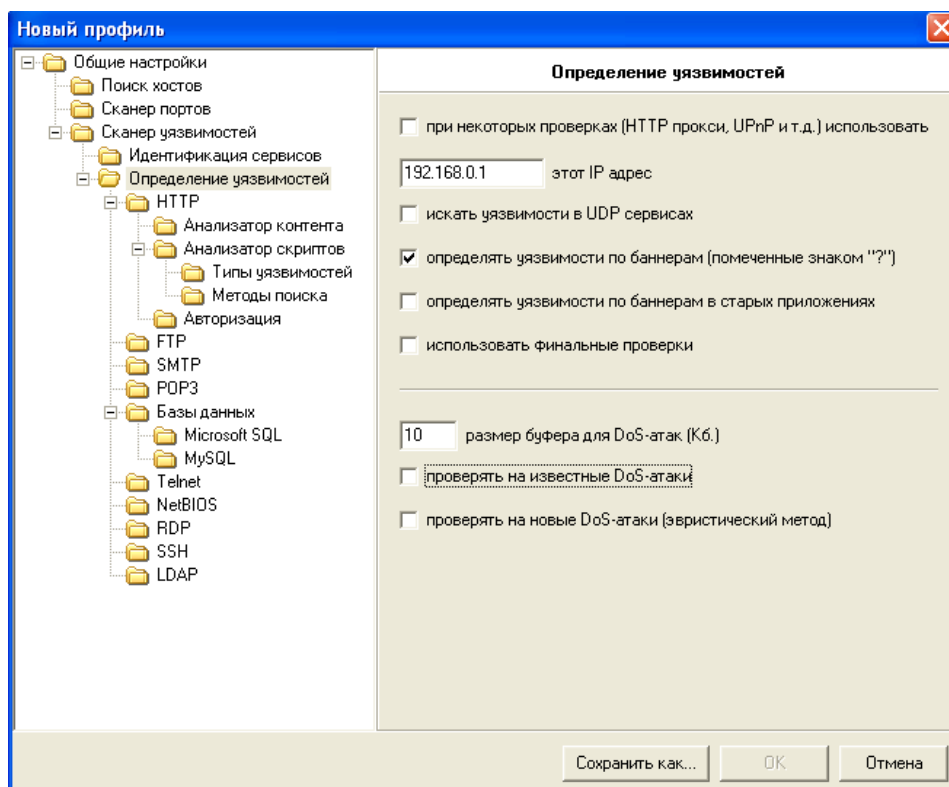 Новый профиль
Общие настройки
Поиск хостов
Сканер портов
Сканер уязвимостей
Идентификация сервисов
Определение уязвимостей
HTTP
Анализатор контента
Анализатор скриптов
Типы уязвимостей
Методы поиска
Авторизация
FTP
SMTP
POP3
Базы данных
Microsoft SQL
MySQL
Telnet
NetBIOS
RDP
SSH
LDAP
Определение уязвимостей
при некоторых проверках (HTTP прокси, UPnP и т.д.) использовать
192.168.0.1 этот IP адрес
искать уязвимости в UDP сервисах
определять уязвимости по баннерам (помеченные знаком "?")
определять уязвимости по баннерам в старых приложениях
использовать финальные проверки
10 размер буфера для DoS-атак (Кб.)
проверять на известные DoS-атаки
проверять на новые DoS-атаки (эвристический метод)
Сохранить как... OK Отмена